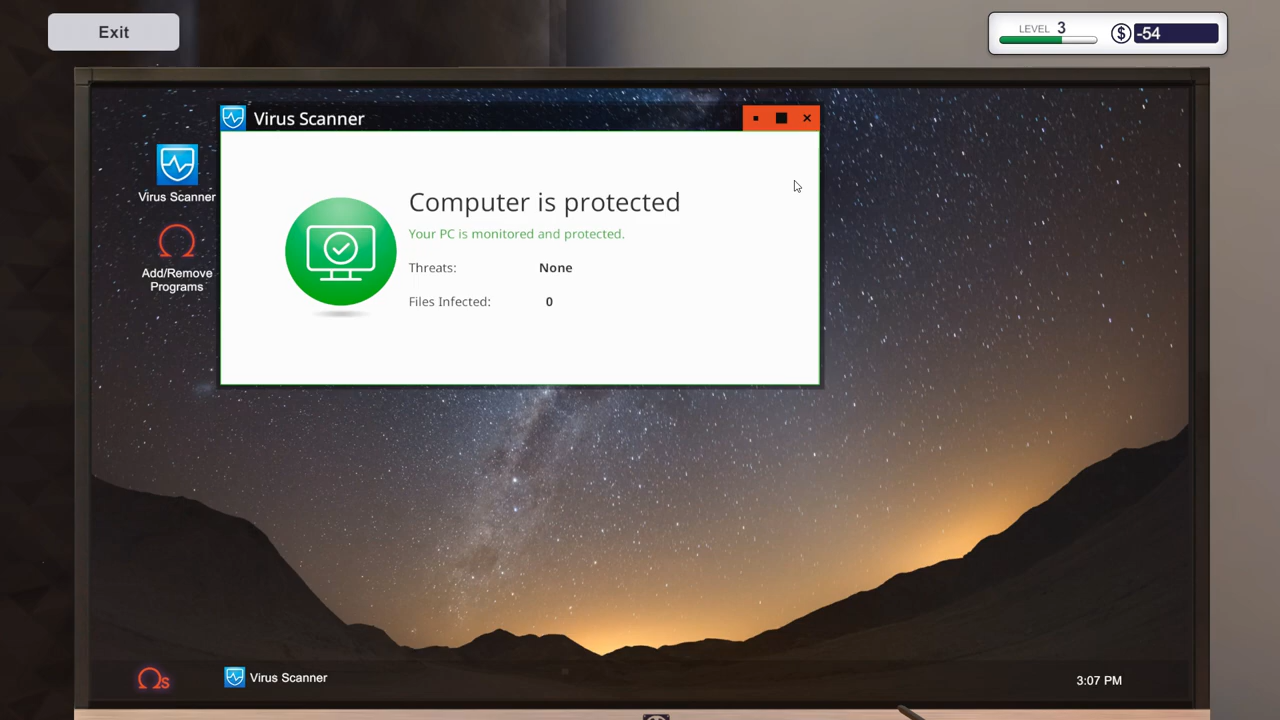 Exit
LEVEL 3
$ -54
Virus Scanner
Virus Scanner
Add/Remove
Programs
Computer is protected
Your PC is monitored and protected.
Threats: None
Files Infected: 0
Ωs
Virus Scanner
3:07 PM